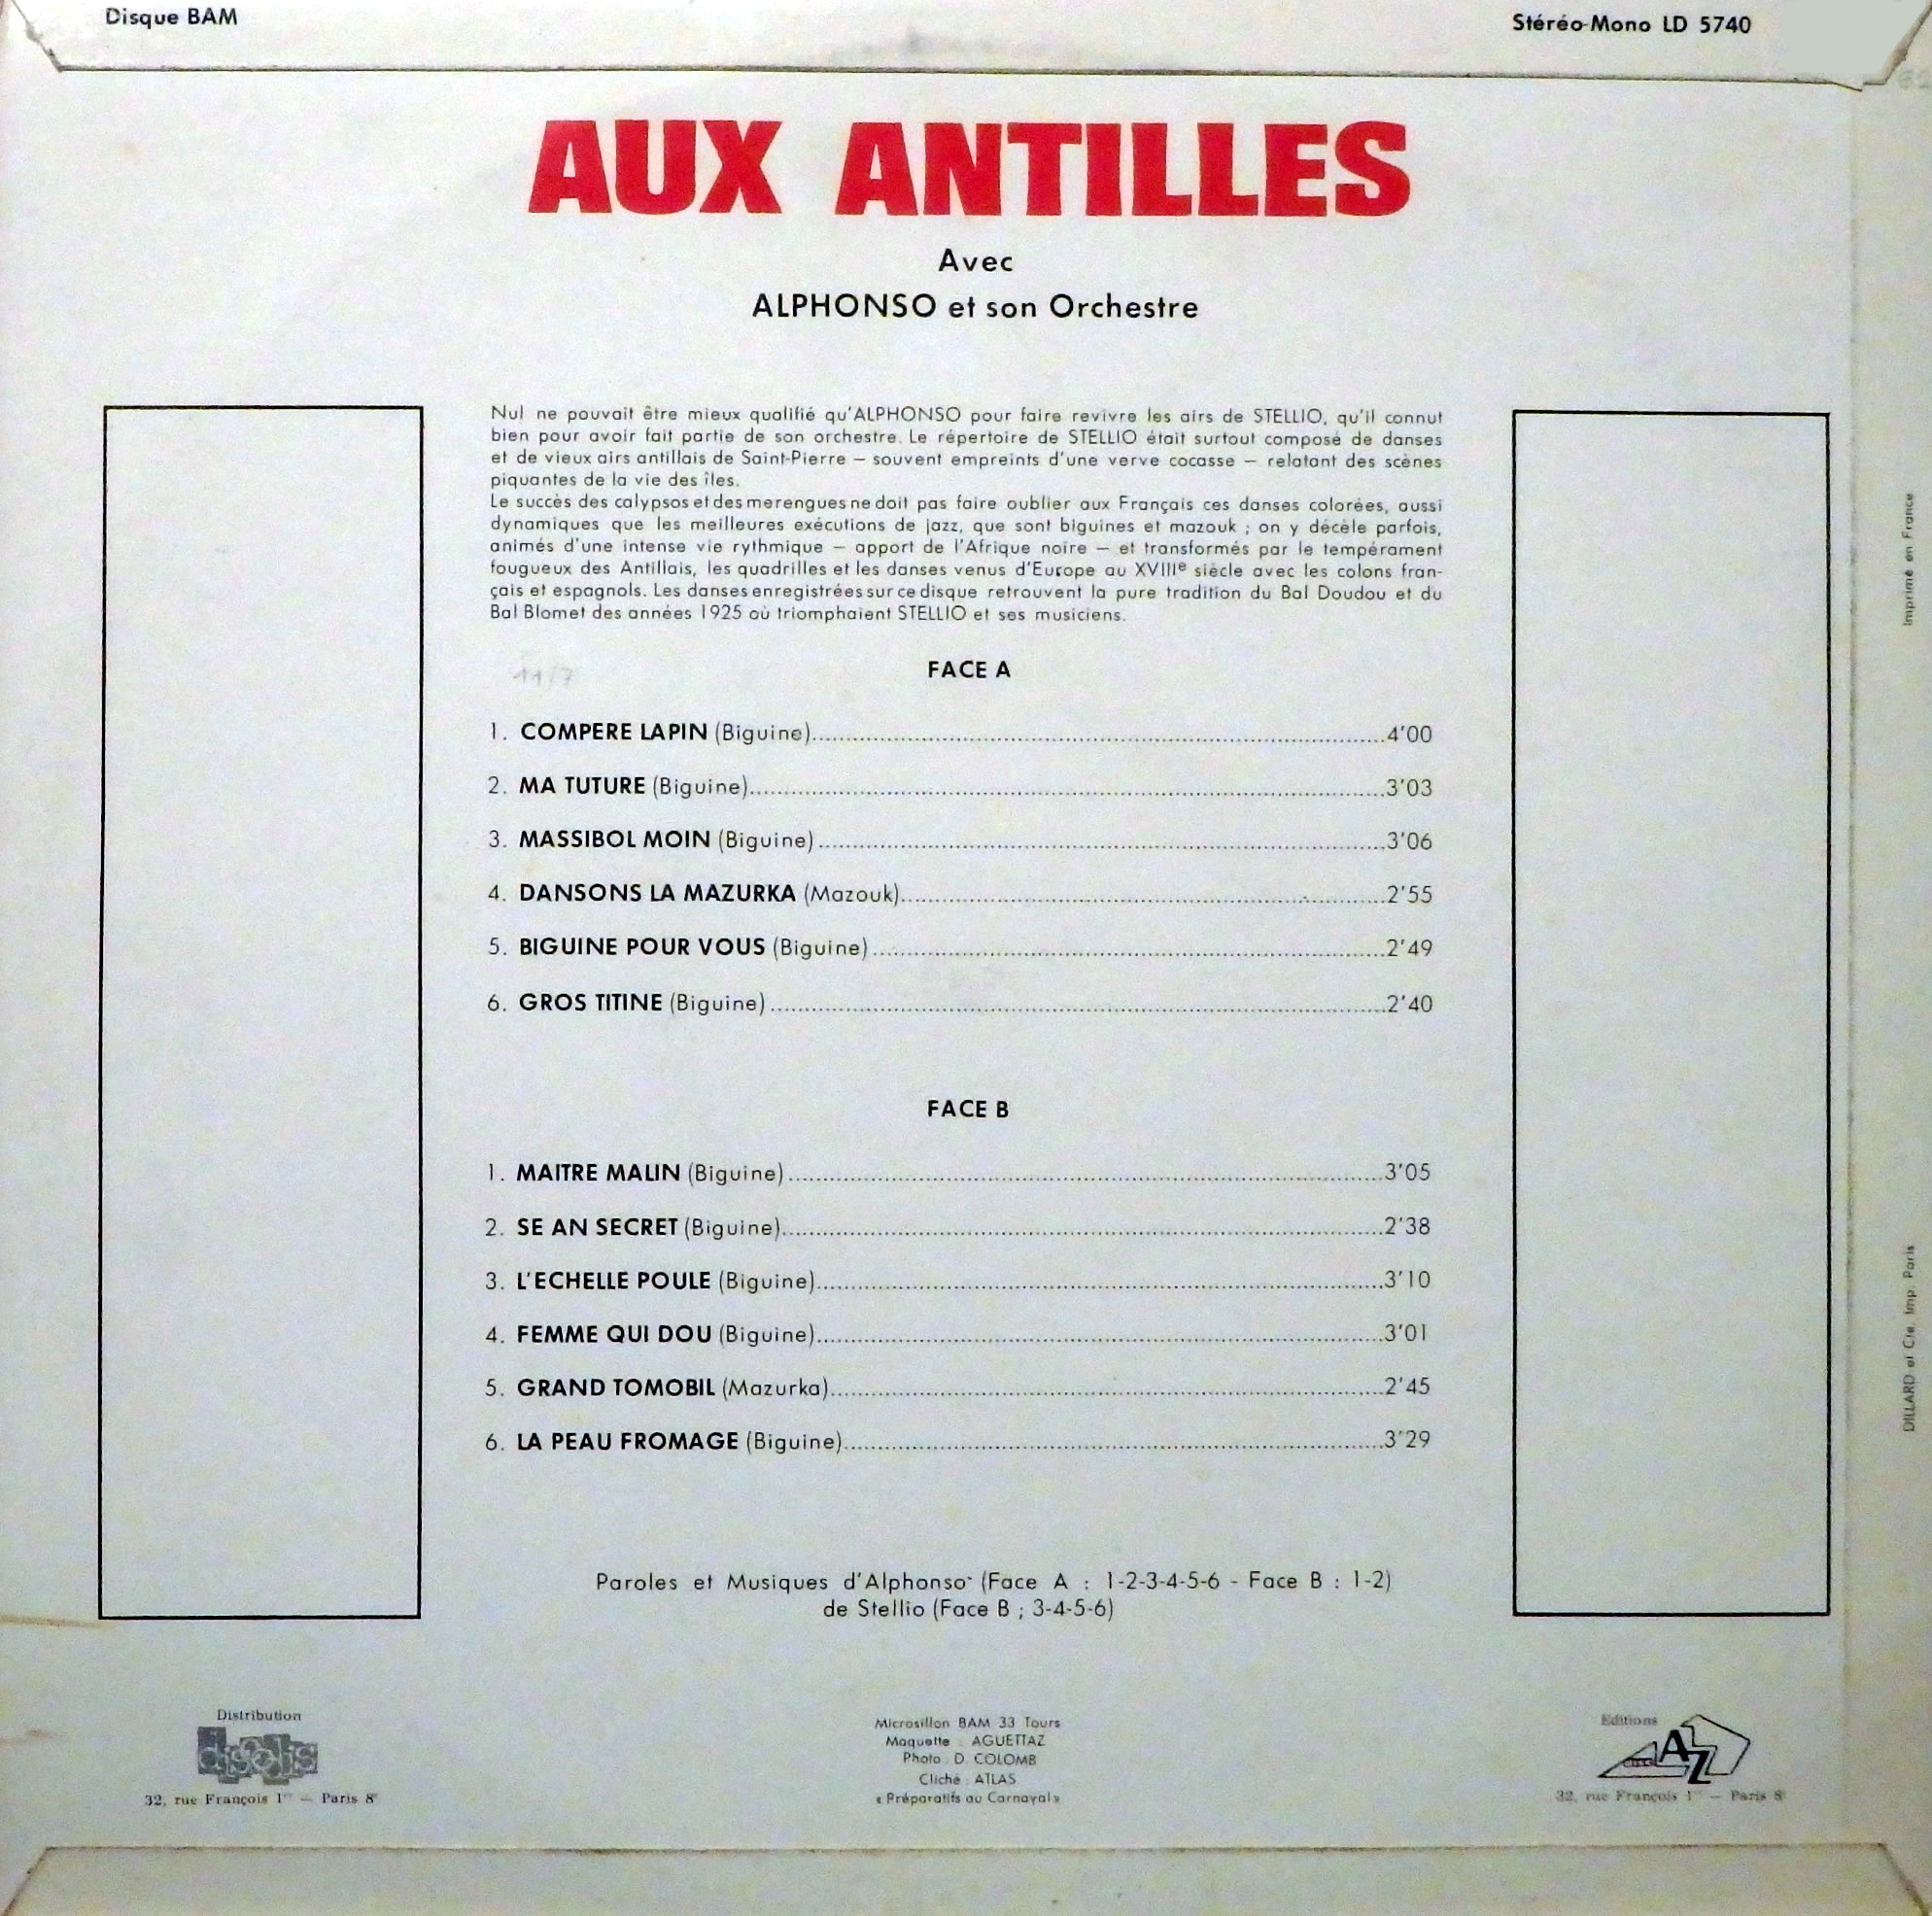 Disque BAM
Stéréo-Mono LD 5740
AUX ANTILLES
Avec
ALPHONSO et son Orchestre
Nul ne pouvait être mieux qualifié qu'ALPHONSO pour faire revivre les airs de STELLIO, qu'il connut
bien pour avoir fait partie de son orchestre. Le répertoire de STELLIO était surtout composé de danses
et de vieux airs antillais de Saint-Pierre — souvent empreints d'une verve cocasse — relatant des scènes
piquantes de la vie des îles.
Le succès des calypsos et des merengues ne doit pas faire oublier aux Français ces danses colorées, aussi
dynamiques que les meilleures exécutions de jazz, que sont biguines et mazouk ; on y décèle parfois,
animés d'une intense vie rythmique — apport de l'Afrique noire — et transformés par le tempérament
fougueux des Antillais, les quadrilles et les danses venus d'Europe au XVIIIe siècle avec les colons fran-
çais et espagnols. Les danses enregistrées sur ce disque retrouvent la pure tradition du Bal Doudou et du
Bal Blomet des années 1925 où triomphaient STELLIO et ses musiciens.
11/7
FACE A
1. COMPERE LAPIN (Biguine)..........4'00
2. MA TUTURE (Biguine)..........3'03
3. MASSIBOL MOIN (Biguine)..........3'06
4. DANSONS LA MAZURKA (Mazouk)..........2'55
5. BIGUINE POUR VOUS (Biguine)..........2'49
6. GROS TITINE (Biguine)..........2'40
FACE B
1. MAITRE MALIN (Biguine)..........3'05
2. SE AN SECRET (Biguine)..........2'38
3. L'ECHELLE POULE (Biguine)..........3'10
4. FEMME QUI DOU (Biguine)..........3'01
5. GRAND TOMOBIL (Mazurka)..........2'45
6. LA PEAU FROMAGE (Biguine)..........3'29
Paroles et Musiques d'Alphonso (Face A : 1-2-3-4-5-6 - Face B : 1-2)
de Stellio (Face B ; 3-4-5-6)
Distribution
discodis
32, rue François 1er — Paris 8e
Microsillon BAM 33 Tours
Maquette : AGUETTAZ
Photo : D. COLOMB
Cliché : ATLAS
« Préparatifs au Carnaval »
Editions
AZ
32, rue François 1er — Paris 8e
Imprimé en France
DILLARD et Cie. Imp. Paris